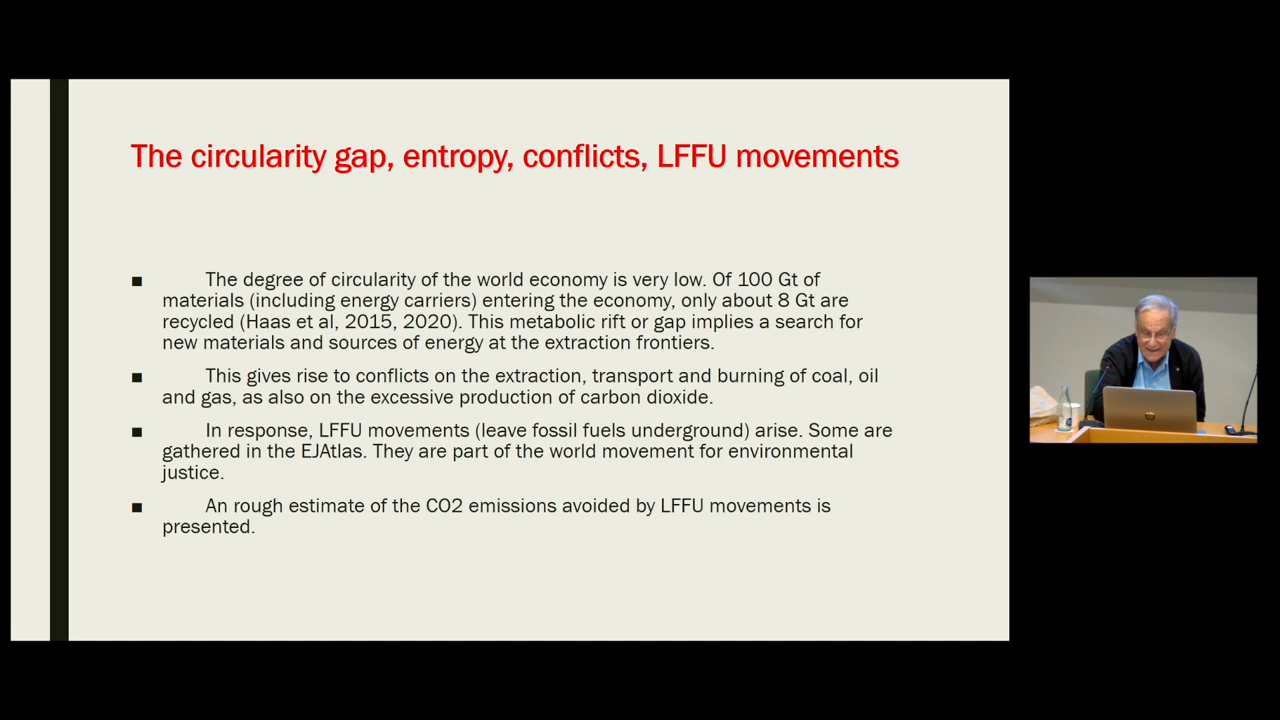 The circularity gap, entropy, conflicts, LFFU movements
■ The degree of circularity of the world economy is very low. Of 100 Gt of
materials (including energy carriers) entering the economy, only about 8 Gt are
recycled (Haas et al, 2015, 2020). This metabolic rift or gap implies a search for
new materials and sources of energy at the extraction frontiers.
■ This gives rise to conflicts on the extraction, transport and burning of coal, oil
and gas, as also on the excessive production of carbon dioxide.
■ In response, LFFU movements (leave fossil fuels underground) arise. Some are
gathered in the EJAtlas. They are part of the world movement for environmental
justice.
■ An rough estimate of the CO2 emissions avoided by LFFU movements is
presented.